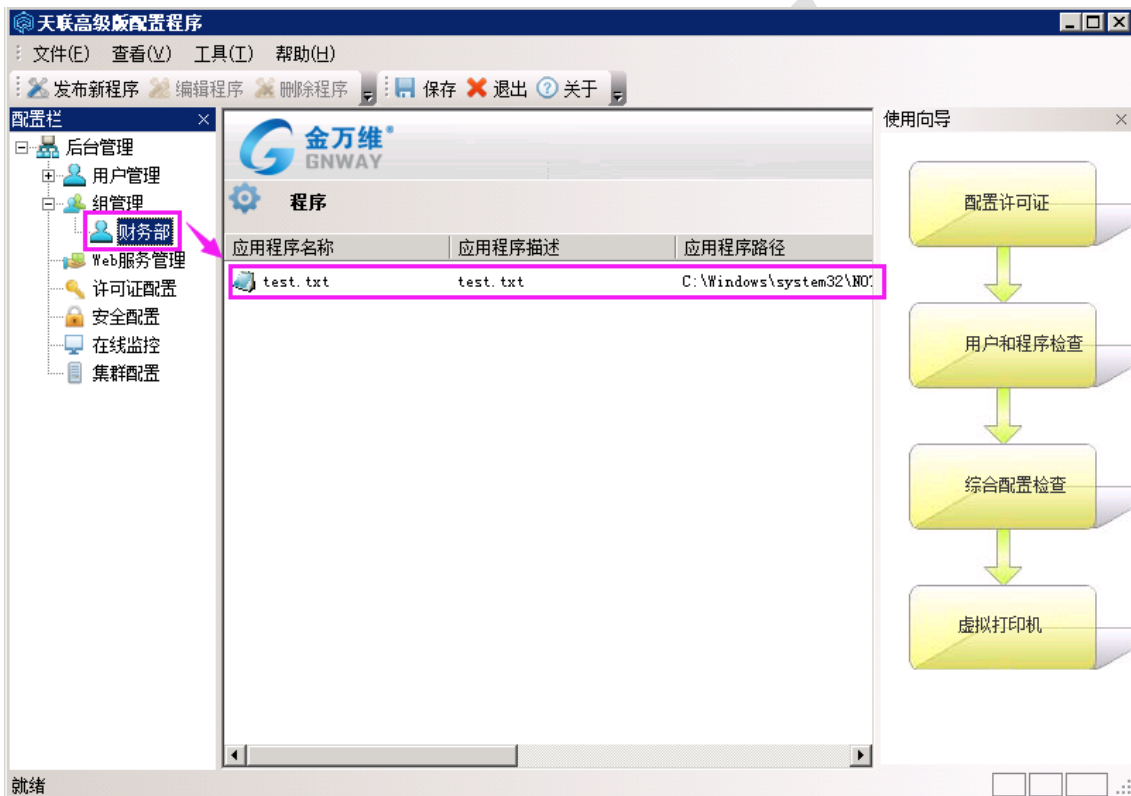 天联高级版配置程序
文件(F) 查看(V) 工具(T) 帮助(H)
发布新程序 编辑程序 删除程序 保存 退出 关于
配置栏
后台管理
用户管理
组管理
财务部
Web服务管理
许可证配置
安全配置
在线监控
集群配置
金万维®
GNWAY
程序
应用程序名称 应用程序描述 应用程序路径
test.txt test.txt C:\Windows\system32\NOT
使用向导
配置许可证
用户和程序检查
综合配置检查
虚拟打印机
就绪